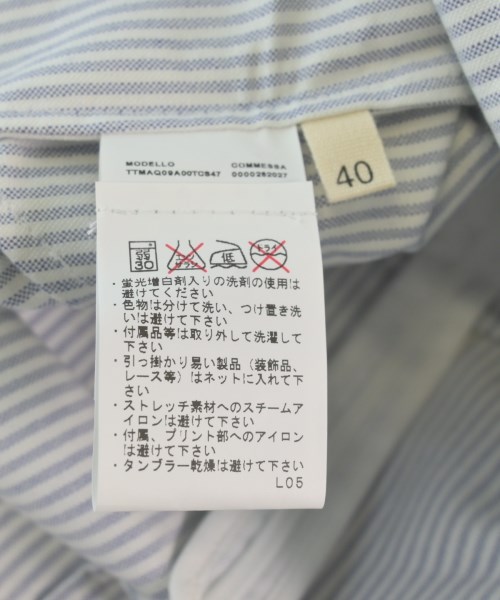 MODELLO COMMESSA
TTMAQ09A00TC847 0000282027
40
弱
30
エンソ
サラシ
低
ドライ
・蛍光増白剤入りの洗剤の使用は
避けてください
・色物は分けて洗い、つけ置き洗
いは避けて下さい
・付属品等は取り外して洗濯して
下さい
・引っ掛かり易い製品（装飾品、
レース等）はネットに入れて下
さい
・ストレッチ素材へのスチームア
イロンは避けて下さい
・付属、プリント部へのアイロン
は避けて下さい
・タンブラー乾燥は避けて下さい
L05